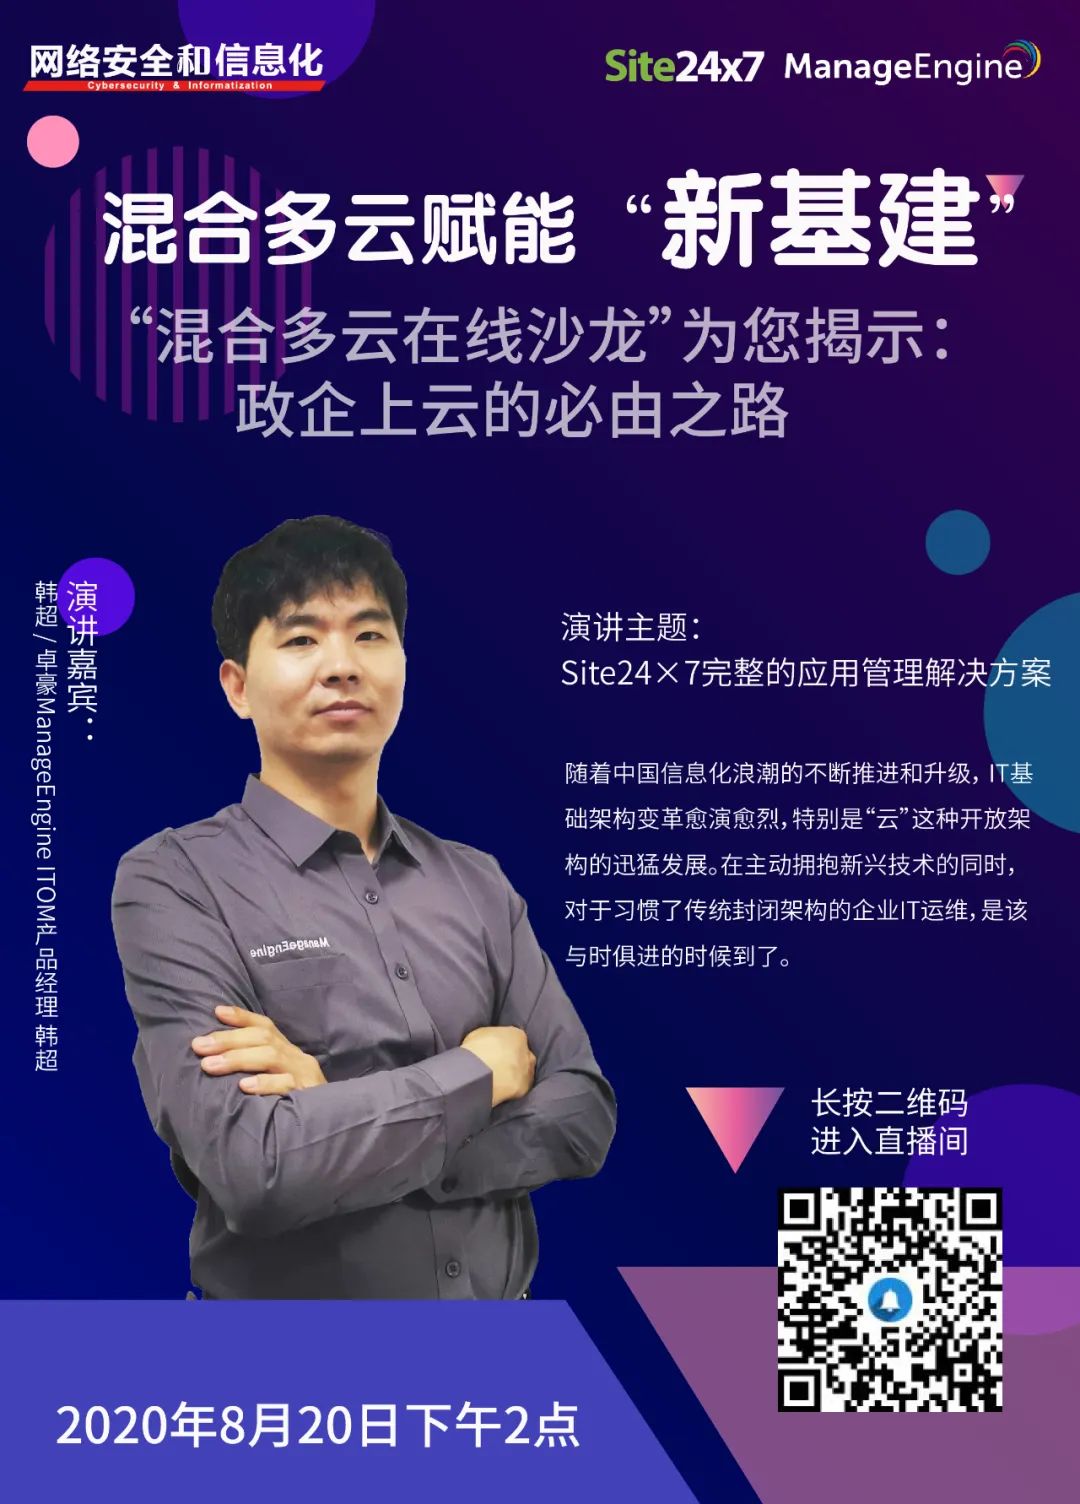 网络安全和信息化
Cybersecurity & Informatization
Site24x7 ManageEngine
混合多云赋能“新基建”
“混合多云在线沙龙”为您揭示：
政企上云的必由之路
演讲嘉宾：
韩超 / 卓豪ManageEngine ITOM产品经理 韩超
演讲主题：
Site24×7完整的应用管理解决方案
随着中国信息化浪潮的不断推进和升级，IT基
础架构变革愈演愈烈，特别是“云”这种开放架
构的迅猛发展。在主动拥抱新兴技术的同时，
对于习惯了传统封闭架构的企业IT运维，是该
与时俱进的时候到了。
ManageEngine
长按二维码
进入直播间
2020年8月20日下午2点